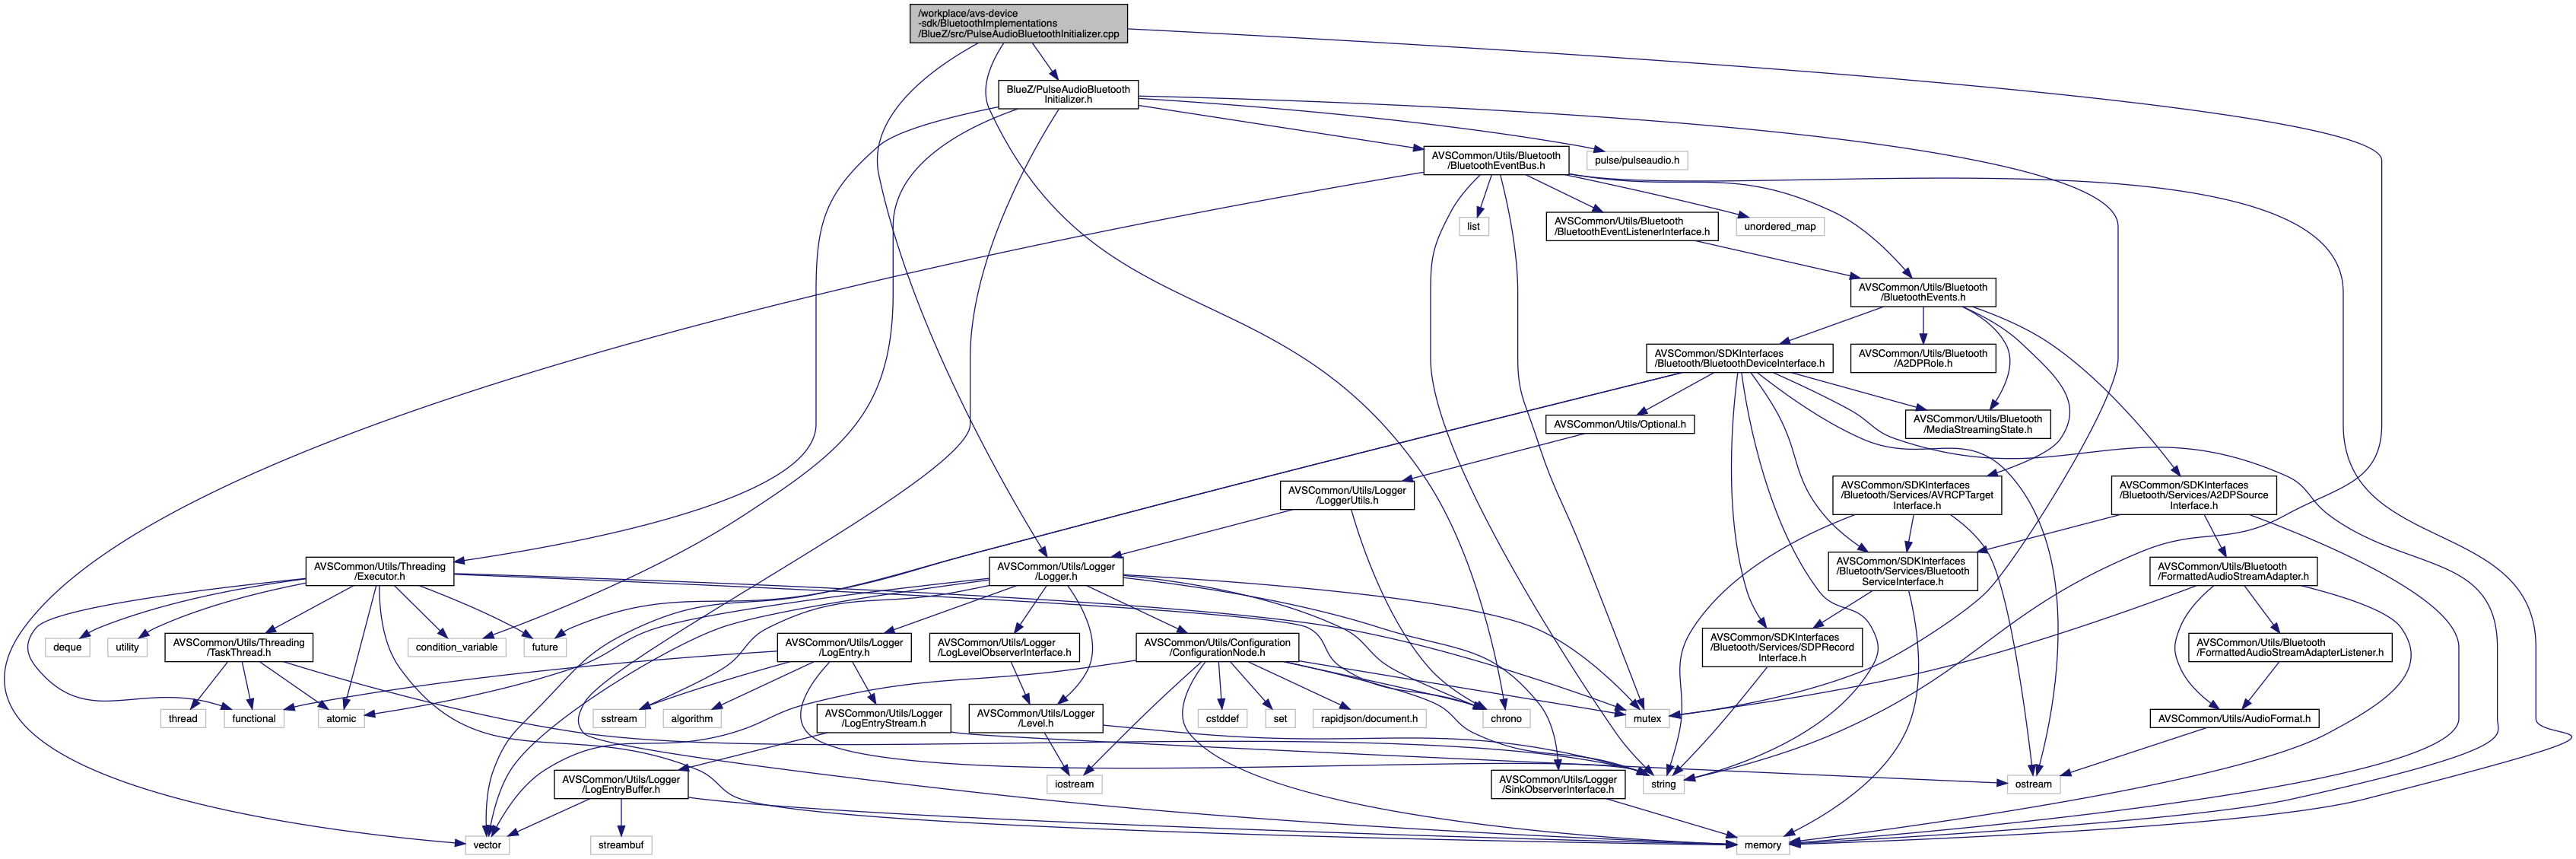 /workplace/avs-device
-sdk/BluetoothImplementations
/BlueZ/src/PulseAudioBluetoothInitializer.cpp
BlueZ/PulseAudioBluetooth
Initializer.h
AVSCommon/Utils/Bluetooth
/BluetoothEventBus.h
pulse/pulseaudio.h
list
AVSCommon/Utils/Bluetooth
/BluetoothEventListenerInterface.h
unordered_map
AVSCommon/Utils/Bluetooth
/BluetoothEvents.h
AVSCommon/SDKInterfaces
/Bluetooth/BluetoothDeviceInterface.h
AVSCommon/Utils/Bluetooth
/A2DPRole.h
AVSCommon/Utils/Optional.h
AVSCommon/Utils/Bluetooth
/MediaStreamingState.h
AVSCommon/Utils/Logger
/LoggerUtils.h
AVSCommon/SDKInterfaces
/Bluetooth/Services/AVRCPTarget
Interface.h
AVSCommon/SDKInterfaces
/Bluetooth/Services/A2DPSource
Interface.h
AVSCommon/Utils/Threading
/Executor.h
AVSCommon/Utils/Logger
/Logger.h
AVSCommon/SDKInterfaces
/Bluetooth/Services/Bluetooth
ServiceInterface.h
AVSCommon/Utils/Bluetooth
/FormattedAudioStreamAdapter.h
deque
utility
AVSCommon/Utils/Threading
/TaskThread.h
condition_variable
future
AVSCommon/Utils/Logger
/LogEntry.h
AVSCommon/Utils/Logger
/LogLevelObserverInterface.h
AVSCommon/Utils/Configuration
/ConfigurationNode.h
AVSCommon/SDKInterfaces
/Bluetooth/Services/SDPRecord
Interface.h
AVSCommon/Utils/Bluetooth
/FormattedAudioStreamAdapterListener.h
thread
functional
atomic
sstream
algorithm
AVSCommon/Utils/Logger
/LogEntryStream.h
AVSCommon/Utils/Logger
/Level.h
cstddef
set
rapidjson/document.h
chrono
mutex
AVSCommon/Utils/AudioFormat.h
AVSCommon/Utils/Logger
/LogEntryBuffer.h
iostream
AVSCommon/Utils/Logger
/SinkObserverInterface.h
string
ostream
vector
streambuf
memory